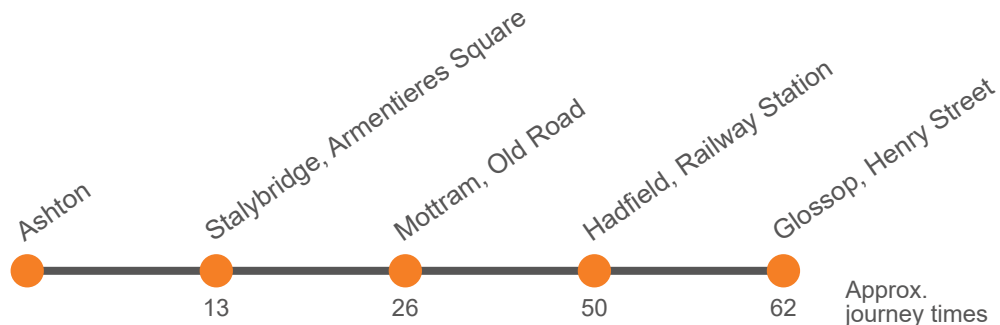 Ashton
Stalybridge, Armentieres Square
Mottram, Old Road
Hadfield, Railway Station
Glossop, Henry Street
13
26
50
62
Approx.
journey times